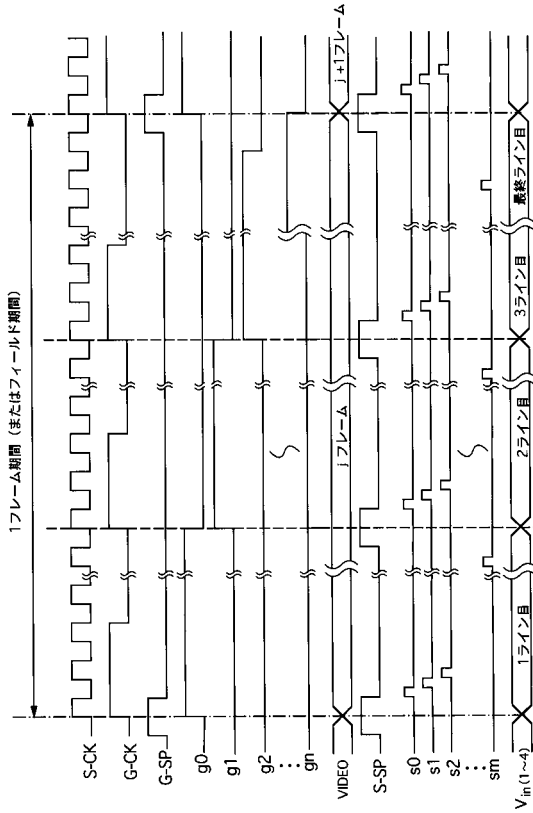 1フレーム期間 (またはフィールド期間)
S-CK
G-CK
G-SP
g0
g1
g2
gn
VIDEO
jフレーム
j+1フレーム
S-SP
s0
s1
s2
sm
Vin(1~4)
1ライン目
2ライン目
3ライン目
最終ライン目